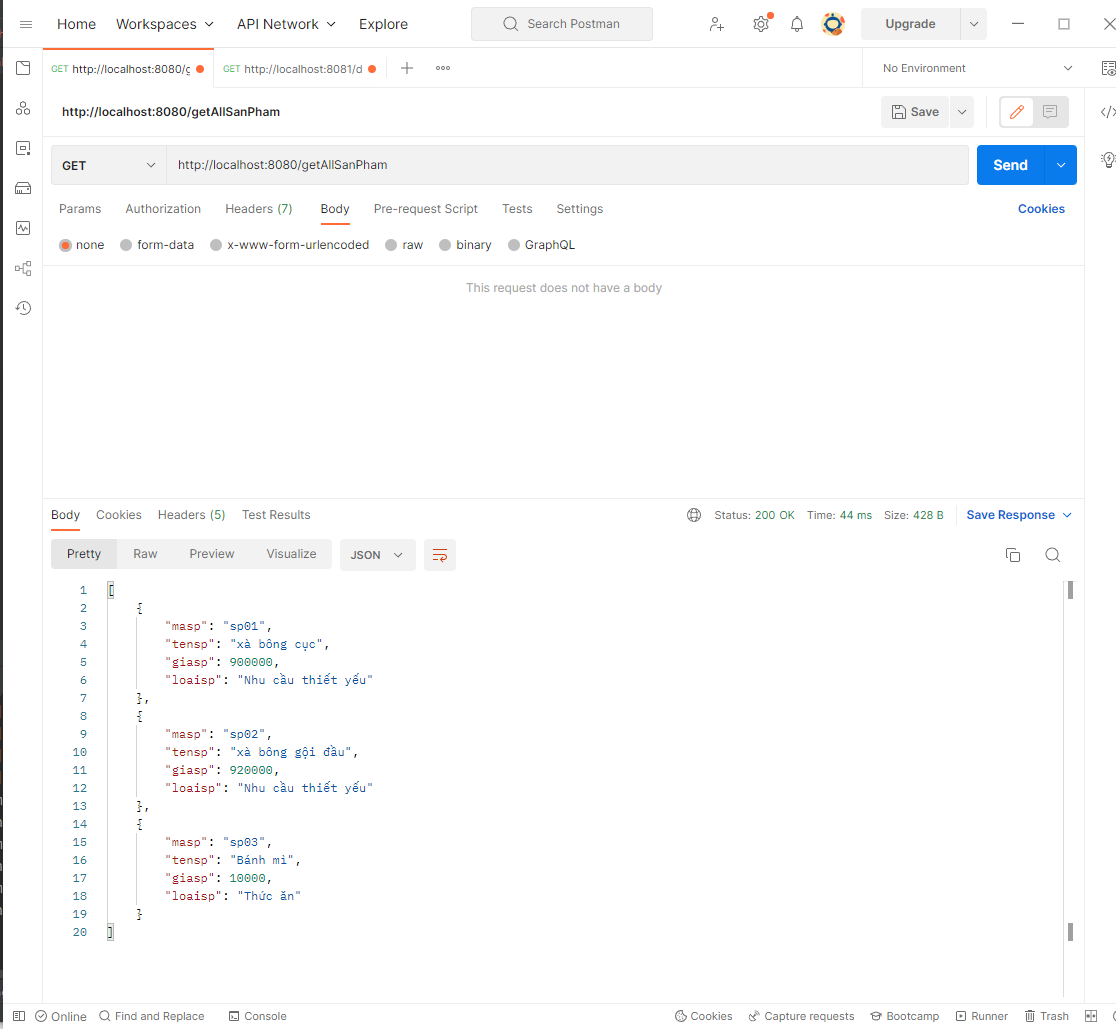 Home Workspaces API Network Explore Search Postman Upgrade
GET http://localhost:8080/g GET http://localhost:8081/d No Environment
http://localhost:8080/getAllSanPham Save
GET http://localhost:8080/getAllSanPham Send
Params Authorization Headers (7) Body Pre-request Script Tests Settings Cookies
none form-data x-www-form-urlencoded raw binary GraphQL
This request does not have a body
Body Cookies Headers (5) Test Results Status: 200 OK Time: 44 ms Size: 428 B Save Response
Pretty Raw Preview Visualize JSON
1 [
2 {
3 "masp": "sp01",
4 "tensp": "xà bông cục",
5 "giasp": 900000,
6 "loaisp": "Nhu cầu thiết yếu"
7 },
8 {
9 "masp": "sp02",
10 "tensp": "xà bông gội đầu",
11 "giasp": 920000,
12 "loaisp": "Nhu cầu thiết yếu"
13 },
14 {
15 "masp": "sp03",
16 "tensp": "Bánh mì",
17 "giasp": 10000,
18 "loaisp": "Thức ăn"
19 }
20 ]
Online Find and Replace Console Cookies Capture requests Bootcamp Runner Trash